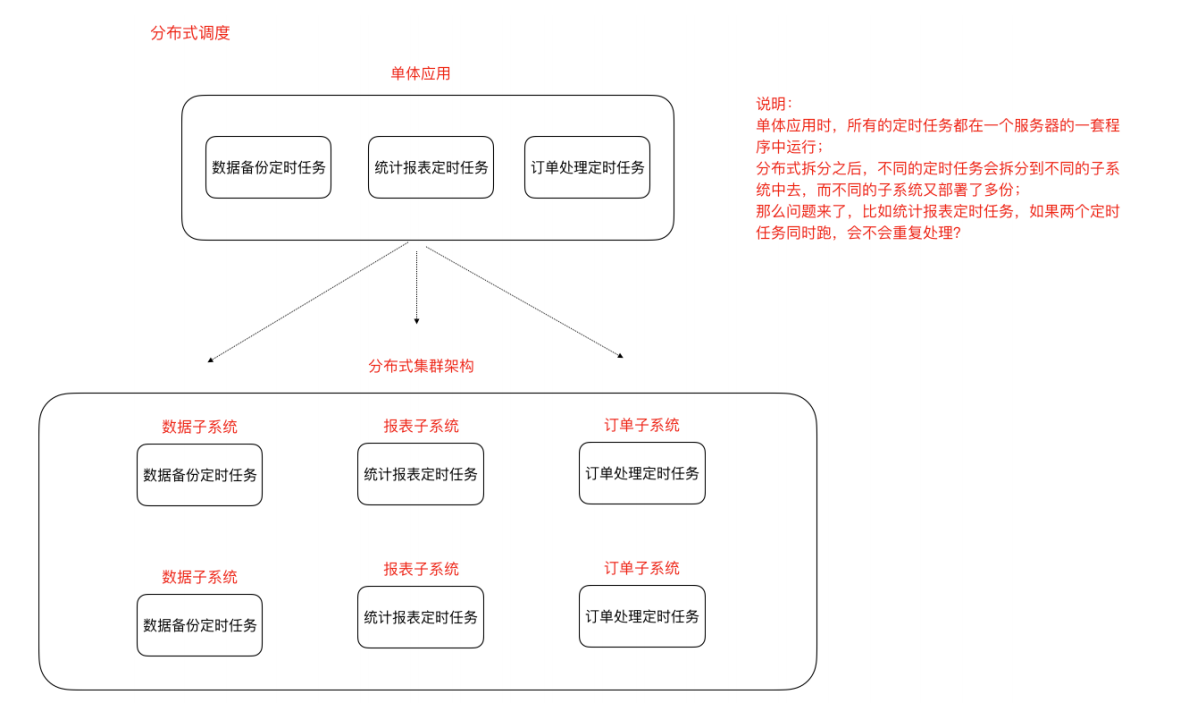 分布式调度
单体应用
数据备份定时任务
统计报表定时任务
订单处理定时任务
说明：
单体应用时，所有的定时任务都在一个服务器的一套程
序中运行；
分布式拆分之后，不同的定时任务会拆分到不同的子系
统中去，而不同的子系统又部署了多份；
那么问题来了，比如统计报表定时任务，如果两个定时
任务同时跑，会不会重复处理？
分布式集群架构
数据子系统
报表子系统
订单子系统
数据备份定时任务
统计报表定时任务
订单处理定时任务
数据子系统
报表子系统
订单子系统
数据备份定时任务
统计报表定时任务
订单处理定时任务